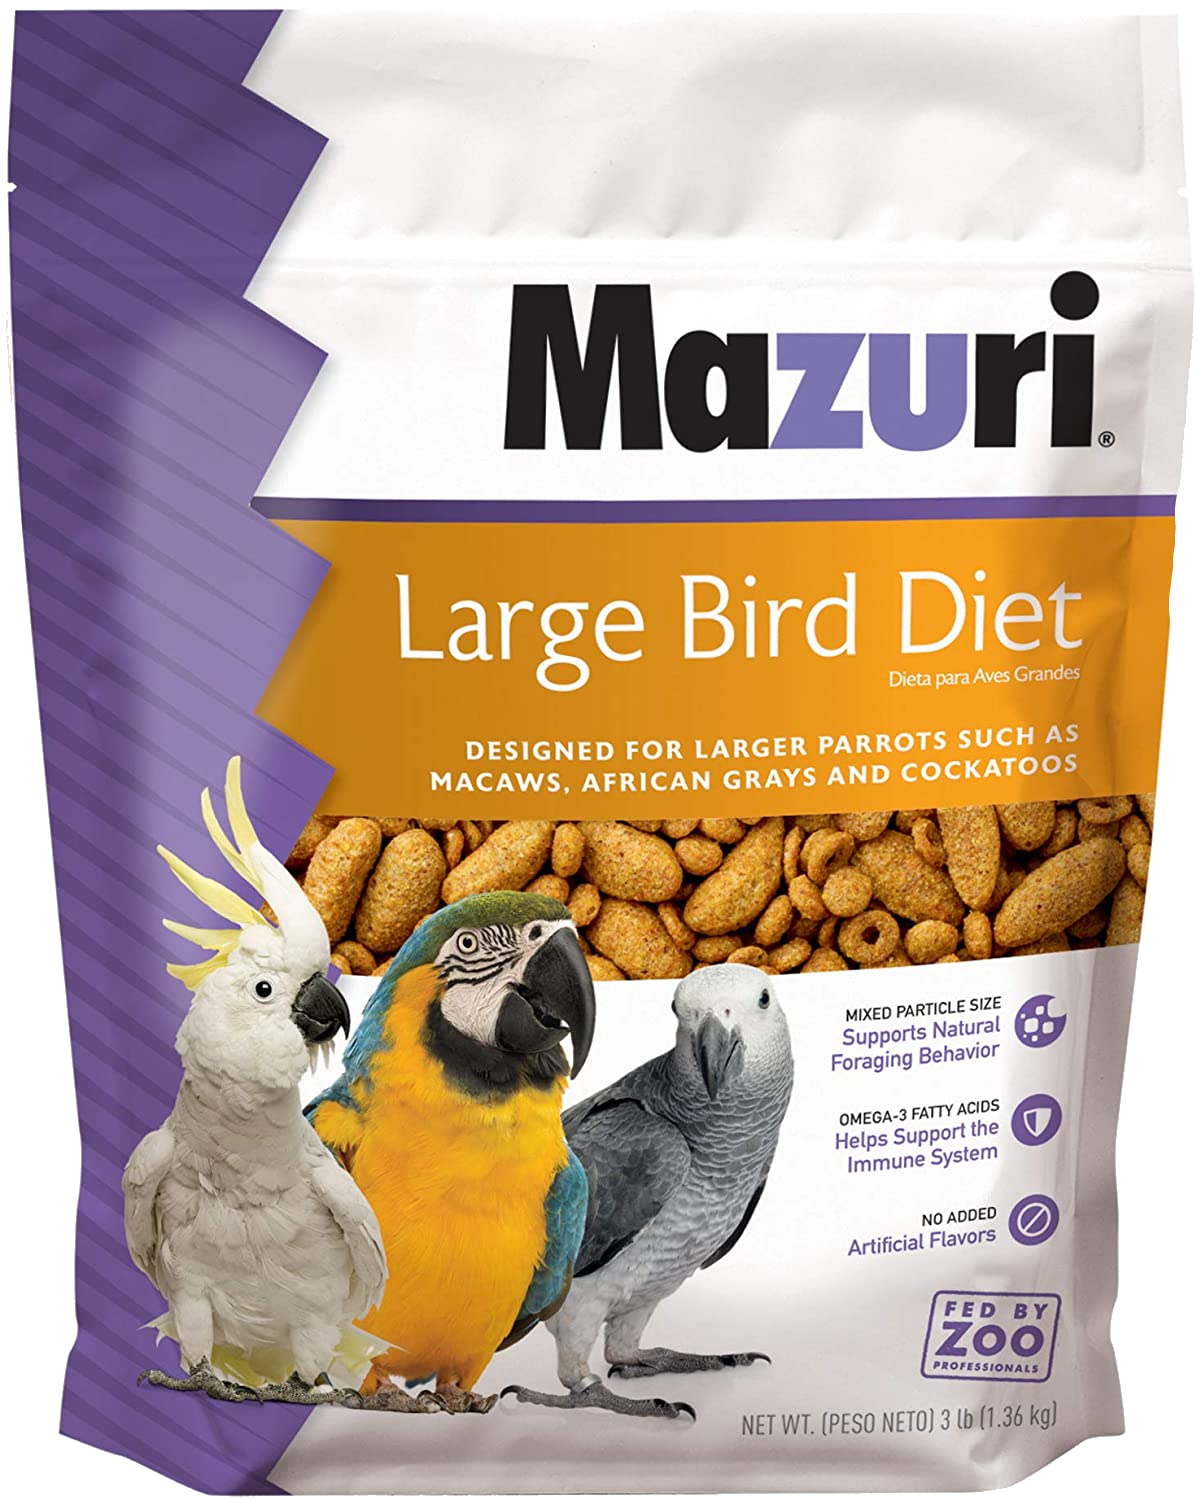 Mazuri®
Large Bird Diet
Dieta para Aves Grandes
DESIGNED FOR LARGER PARROTS SUCH AS
MACAWS, AFRICAN GRAYS AND COCKATOOS
MIXED PARTICLE SIZE
Supports Natural
Foraging Behavior
OMEGA-3 FATTY ACIDS
Helps Support the
Immune System
NO ADDED
Artificial Flavors
FED BY
ZOO
PROFESSIONALS
NET WT. (PESO NETO) 3 lb (1.36 kg)